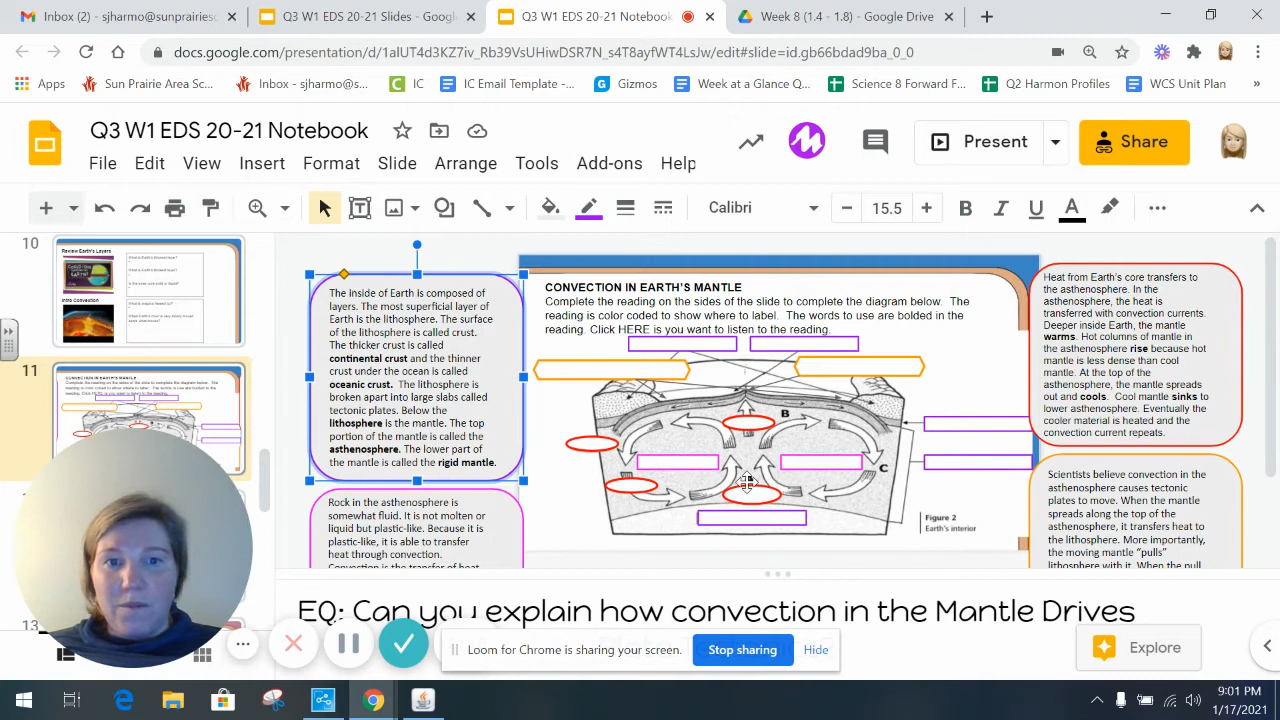 Inbox (2) - sjharmo@sunprairiesc
Q3 W1 EDS 20-21 Slides - Google
Q3 W1 EDS 20-21 Notebook
Week 8 (1.4 - 1.8) - Google Drive
docs.google.com/presentation/d/1alUT4d3KZ7iv_Rb39VsUHiwDSR7N_s4T8ayfWT4LsJw/edit#slide=id.gb66bdad9ba_0_0
Apps
Sun Prairie Area Sc...
Inbox - sjharmo@su...
IC
IC Email Template -...
Gizmos
Week at a Glance Q...
Science 8 Forward F...
Q2 Harmon Profiles
WCS Unit Plan
Q3 W1 EDS 20-21 Notebook
File Edit View Insert Format Slide Arrange Tools Add-ons Help
Present
Share
Calibri
15.5
10
Review Earth's Layers
Intro Convection
11
CONVECTION IN EARTH'S MANTLE
13
The inside of Earth is composed of
layers. The most superficial layer of
Earth is the lithosphere. The surface
of the lithosphere is called crust.
The thicker crust is called
continental crust and the thinner
crust under the ocean is called
oceanic crust. The lithosphere is
broken apart into large slabs called
tectonic plates. Below the
lithosphere is the mantle. The top
portion of the mantle is called the
asthenosphere. The lower part of
the mantle is called the rigid mantle.
Rock in the asthenosphere is
somewhat fluid. It is not molten or
liquid but plastic-like. Because it is
plastic-like, it is able to transfer
heat through convection.
CONVECTION IN EARTH'S MANTLE
Complete the reading on the sides of the slide to complete the diagram below. The
reading is color coded to show where to label. The words to use are bolded in the
reading. Click HERE is you want to listen to the reading.
B
C
Figure 2
Earth's interior
Heat from Earth's core transfers to
the asthenosphere. In the
asthenosphere, the heat is
transferred with convection currents.
Deeper inside Earth, the mantle
warms. Hot columns of mantle in
the asthenosphere rise because hot
mantle is less dense than cool
mantle. At the top of the
asthenosphere, the mantle spreads
out and cools. Cool mantle sinks to
lower asthenosphere. Eventually the
cooler material is heated and the
convection current repeats.
Scientists believe convection in the
asthenosphere causes tectonic
plates to move. When the mantle
spreads along the top of the
asthenosphere, it transfers heat to
the lithosphere. More importantly,
the moving mantle "pulls"
lithosphere with it. When the pull
EQ: Can you explain how convection in the Mantle Drives
Loom for Chrome is sharing your screen.
Stop sharing
Hide
Explore
9:01 PM
1/17/2021